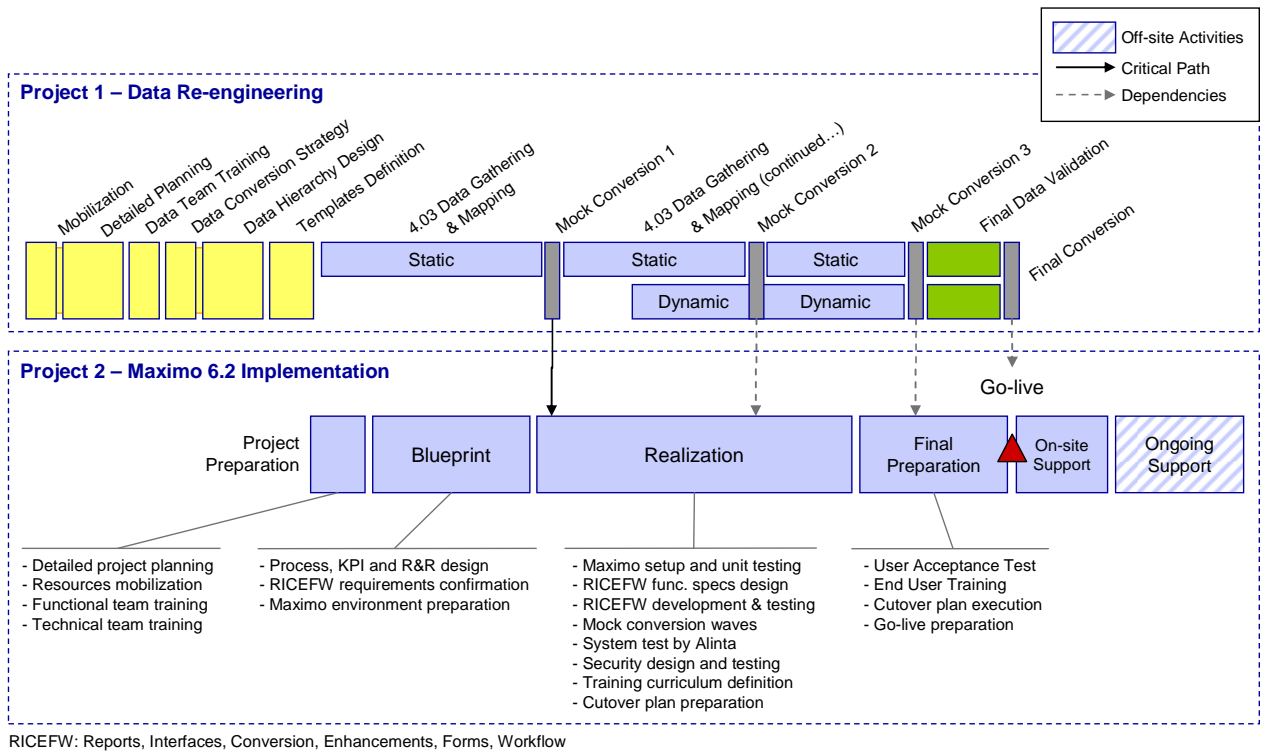 Off-site Activities
Critical Path
Dependencies
Project 1 – Data Re-engineering
Mobilization
Detailed Planning
Data Team Training
Data Conversion Strategy
Data Hierarchy Design
Templates Definition
4.03 Data Gathering
& Mapping
Mock Conversion 1
4.03 Data Gathering
& Mapping (continued…)
Mock Conversion 2
Mock Conversion 3
Final Data Validation
Final Conversion
Static
Static
Static
Dynamic
Dynamic
Project 2 – Maximo 6.2 Implementation
Go-live
Project
Preparation
Blueprint
Realization
Final
Preparation
On-site
Support
Ongoing
Support
- Detailed project planning
- Resources mobilization
- Functional team training
- Technical team training
- Process, KPI and R&R design
- RICEFW requirements confirmation
- Maximo environment preparation
- Maximo setup and unit testing
- RICEFW func. specs design
- RICEFW development & testing
- Mock conversion waves
- System test by Alinta
- Security design and testing
- Training curriculum definition
- Cutover plan preparation
- User Acceptance Test
- End User Training
- Cutover plan execution
- Go-live preparation
RICEFW: Reports, Interfaces, Conversion, Enhancements, Forms, Workflow